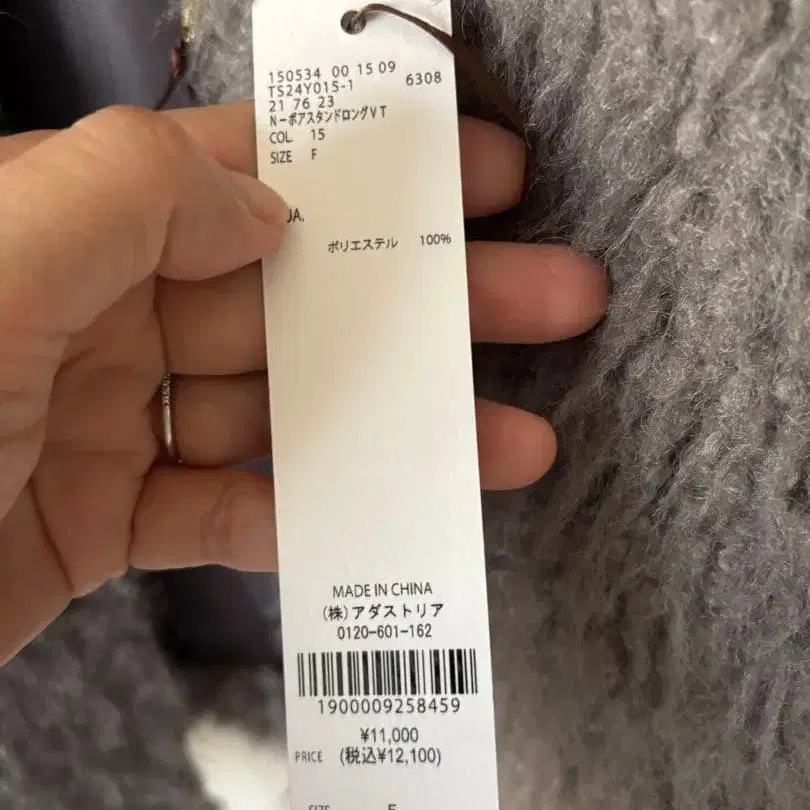 150534 00 15 09
TS24Y015-1 6308
21 76 23
N-ボアスタンドロングVT
COL. 15
SIZE F
JA.
ポリエステル 100%
MADE IN CHINA
(株)アダストリア
0120-601-162
1900009258459
¥11,000
PRICE (税込¥12,100)
SIZE F